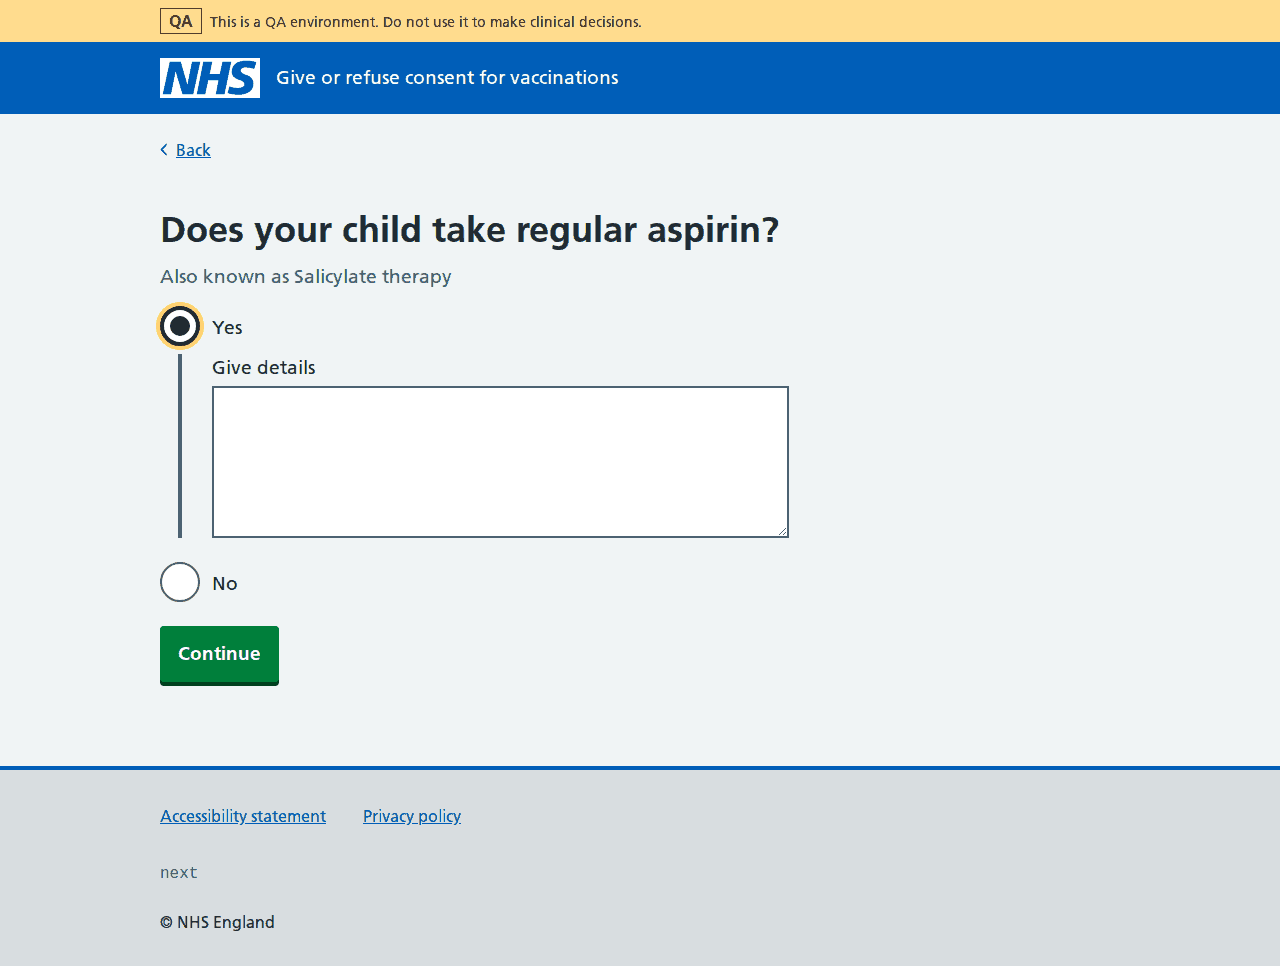 QA This is a QA environment. Do not use it to make clinical decisions.
NHS Give or refuse consent for vaccinations
Back
Does your child take regular aspirin?
Also known as Salicylate therapy
Yes
Give details
No
Continue
Accessibility statement Privacy policy
next
© NHS England